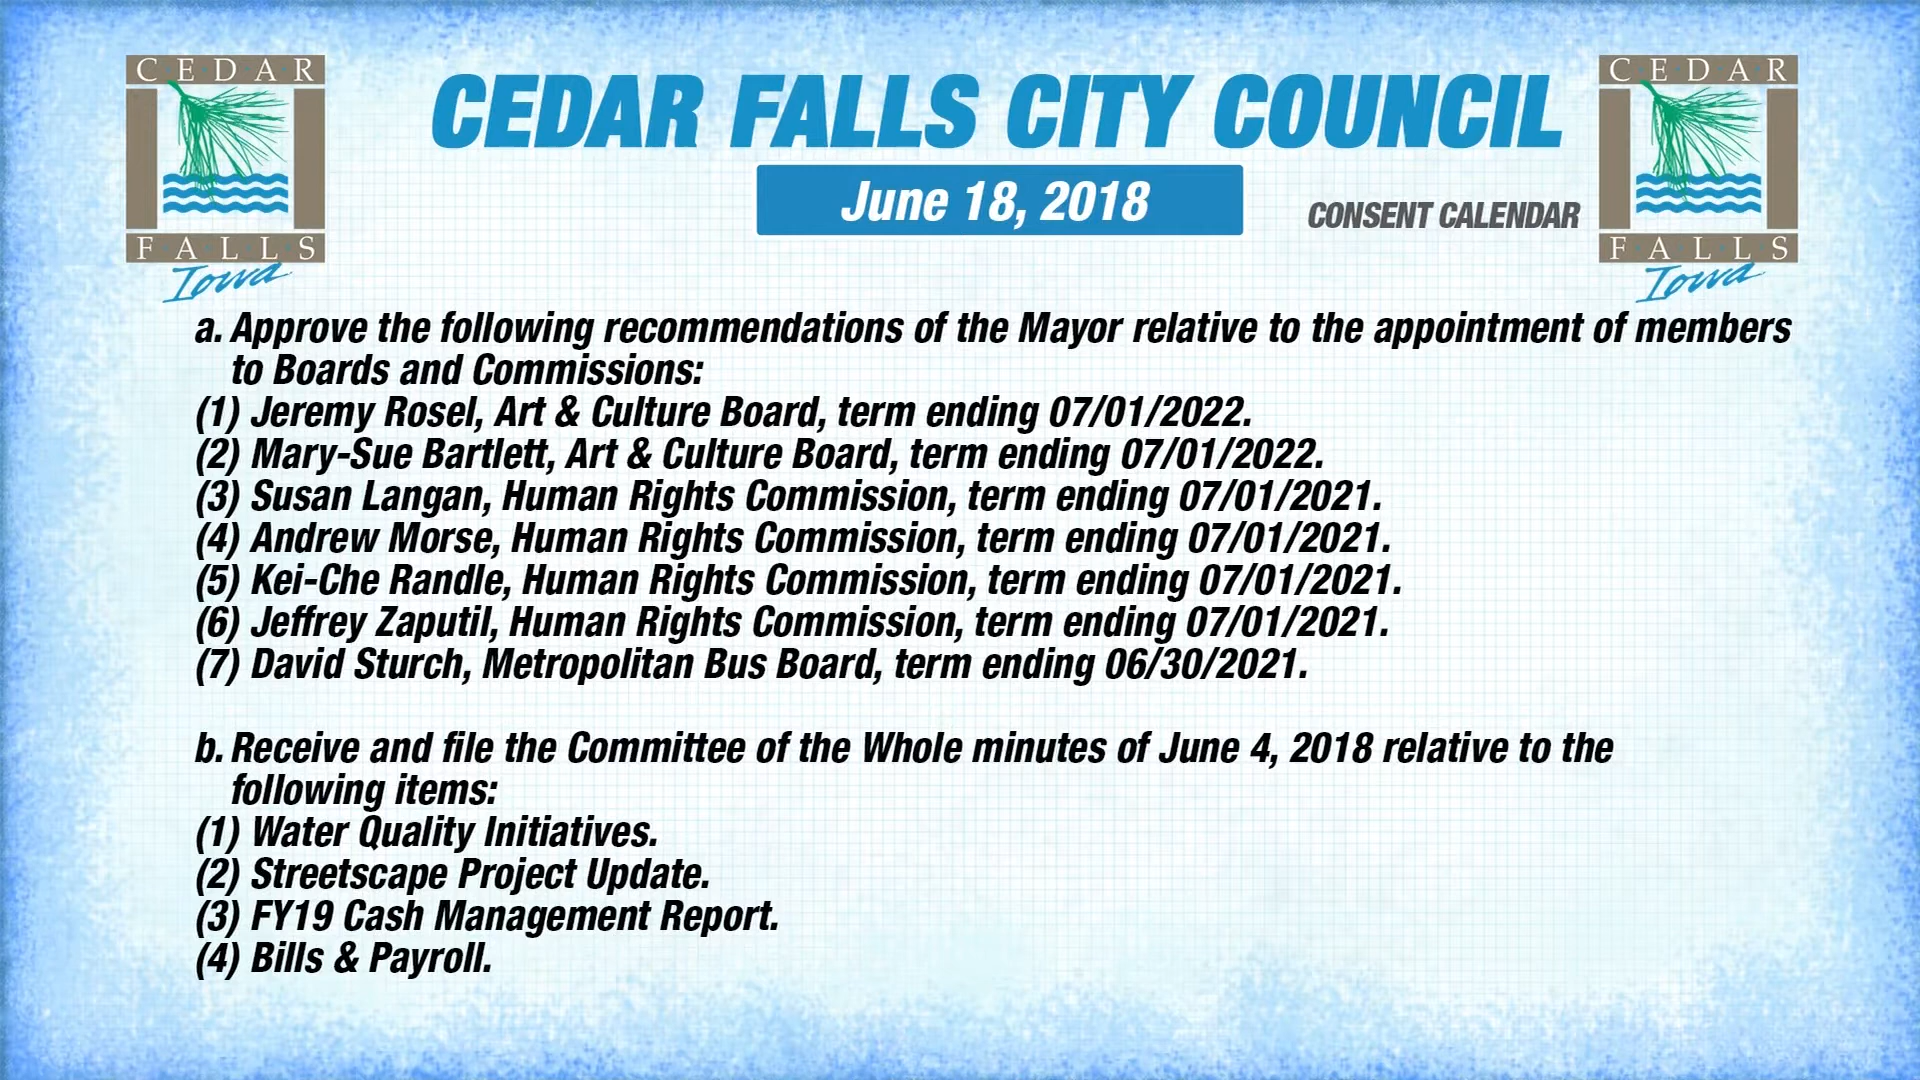 CEDAR
FALLS
Iowa
CEDAR FALLS CITY COUNCIL
June 18, 2018
CONSENT CALENDAR
CEDAR
FALLS
Iowa
a. Approve the following recommendations of the Mayor relative to the appointment of members
to Boards and Commissions:
(1) Jeremy Rosel, Art & Culture Board, term ending 07/01/2022.
(2) Mary-Sue Bartlett, Art & Culture Board, term ending 07/01/2022.
(3) Susan Langan, Human Rights Commission, term ending 07/01/2021.
(4) Andrew Morse, Human Rights Commission, term ending 07/01/2021.
(5) Kei-Che Randle, Human Rights Commission, term ending 07/01/2021.
(6) Jeffrey Zaputil, Human Rights Commission, term ending 07/01/2021.
(7) David Sturch, Metropolitan Bus Board, term ending 06/30/2021.
b. Receive and file the Committee of the Whole minutes of June 4, 2018 relative to the
following items:
(1) Water Quality Initiatives.
(2) Streetscape Project Update.
(3) FY19 Cash Management Report.
(4) Bills & Payroll.